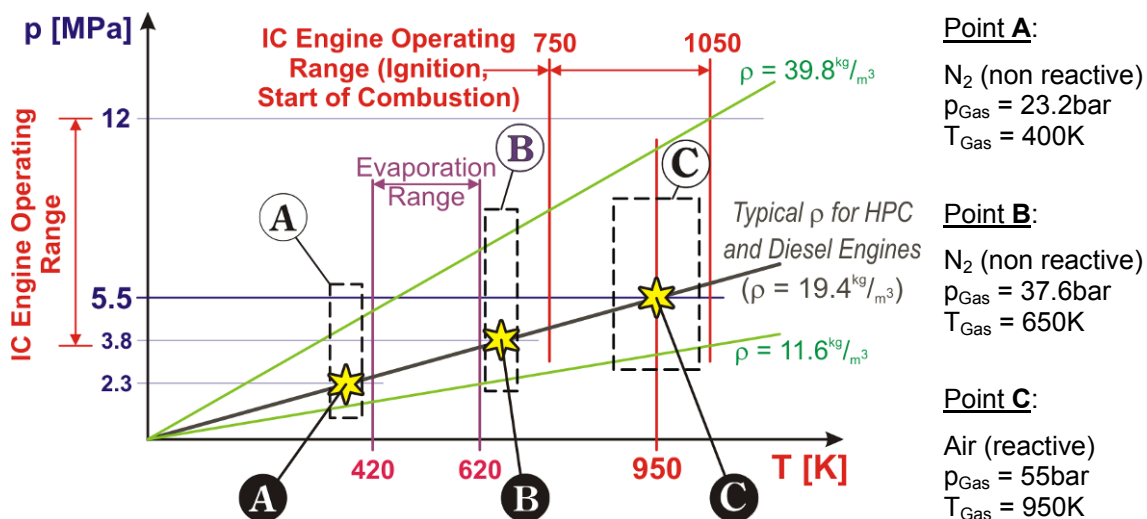 p [MPa]
IC Engine Operating
Range (Ignition,
Start of Combustion)
750
1050
ρ = 39.8kg/m3
12
IC Engine Operating
Range
Evaporation
Range
A
B
C
Typical ρ for HPC
and Diesel Engines
(ρ = 19.4kg/m3)
5.5
3.8
2.3
ρ = 11.6kg/m3
420
620
950
T [K]
A
B
C
Point A:
N2 (non reactive)
pGas = 23.2bar
TGas = 400K
Point B:
N2 (non reactive)
pGas = 37.6bar
TGas = 650K
Point C:
Air (reactive)
pGas = 55bar
TGas = 950K